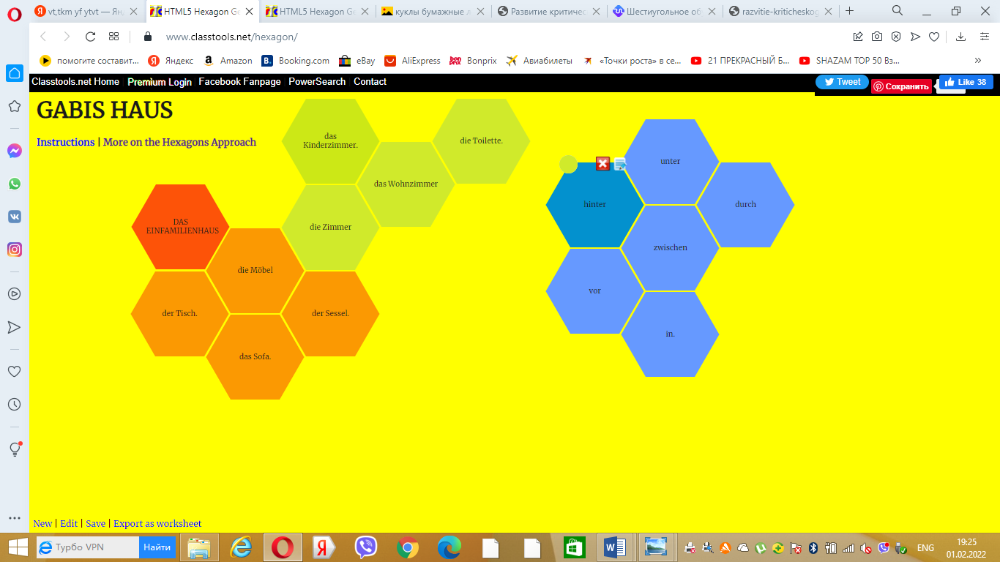 vt,tkm yf ytvt — Ян
HTML5 Hexagon Ge
HTML5 Hexagon Ge
куклы бумажные л
Развитие критичес
Шестиугольное об
razvitie-kriticheskog
www.classtools.net/hexagon/
помогите составит...
Яндекс
Amazon
Booking.com
eBay
AliExpress
Bonprix
Авиабилеты
«Точки роста» в се...
21 ПРЕКРАСНЫЙ Б...
SHAZAM TOP 50 Вз...
Classtools.net Home
Premium Login
Facebook Fanpage
PowerSearch
Contact
Tweet
Сохранить
Like 38
GABIS HAUS
Instructions | More on the Hexagons Approach
das
Kinderzimmer.
die Toilette.
das Wohnzimmer
DAS
EINFAMILIENHAUS
die Zimmer
die Möbel
der Tisch.
der Sessel.
das Sofa.
unter
hinter
durch
zwischen
vor
in.
New | Edit | Save | Export as worksheet
Турбо VPN
Найти
ENG
19:25
01.02.2022